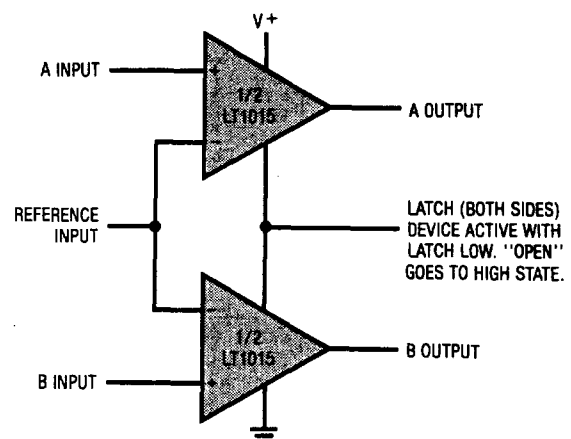 V+
A INPUT
+
1/2
LT1015
−
A OUTPUT
REFERENCE
INPUT
LATCH (BOTH SIDES)
DEVICE ACTIVE WITH
LATCH LOW. "OPEN"
GOES TO HIGH STATE.
−
1/2
LT1015
B OUTPUT
B INPUT
+